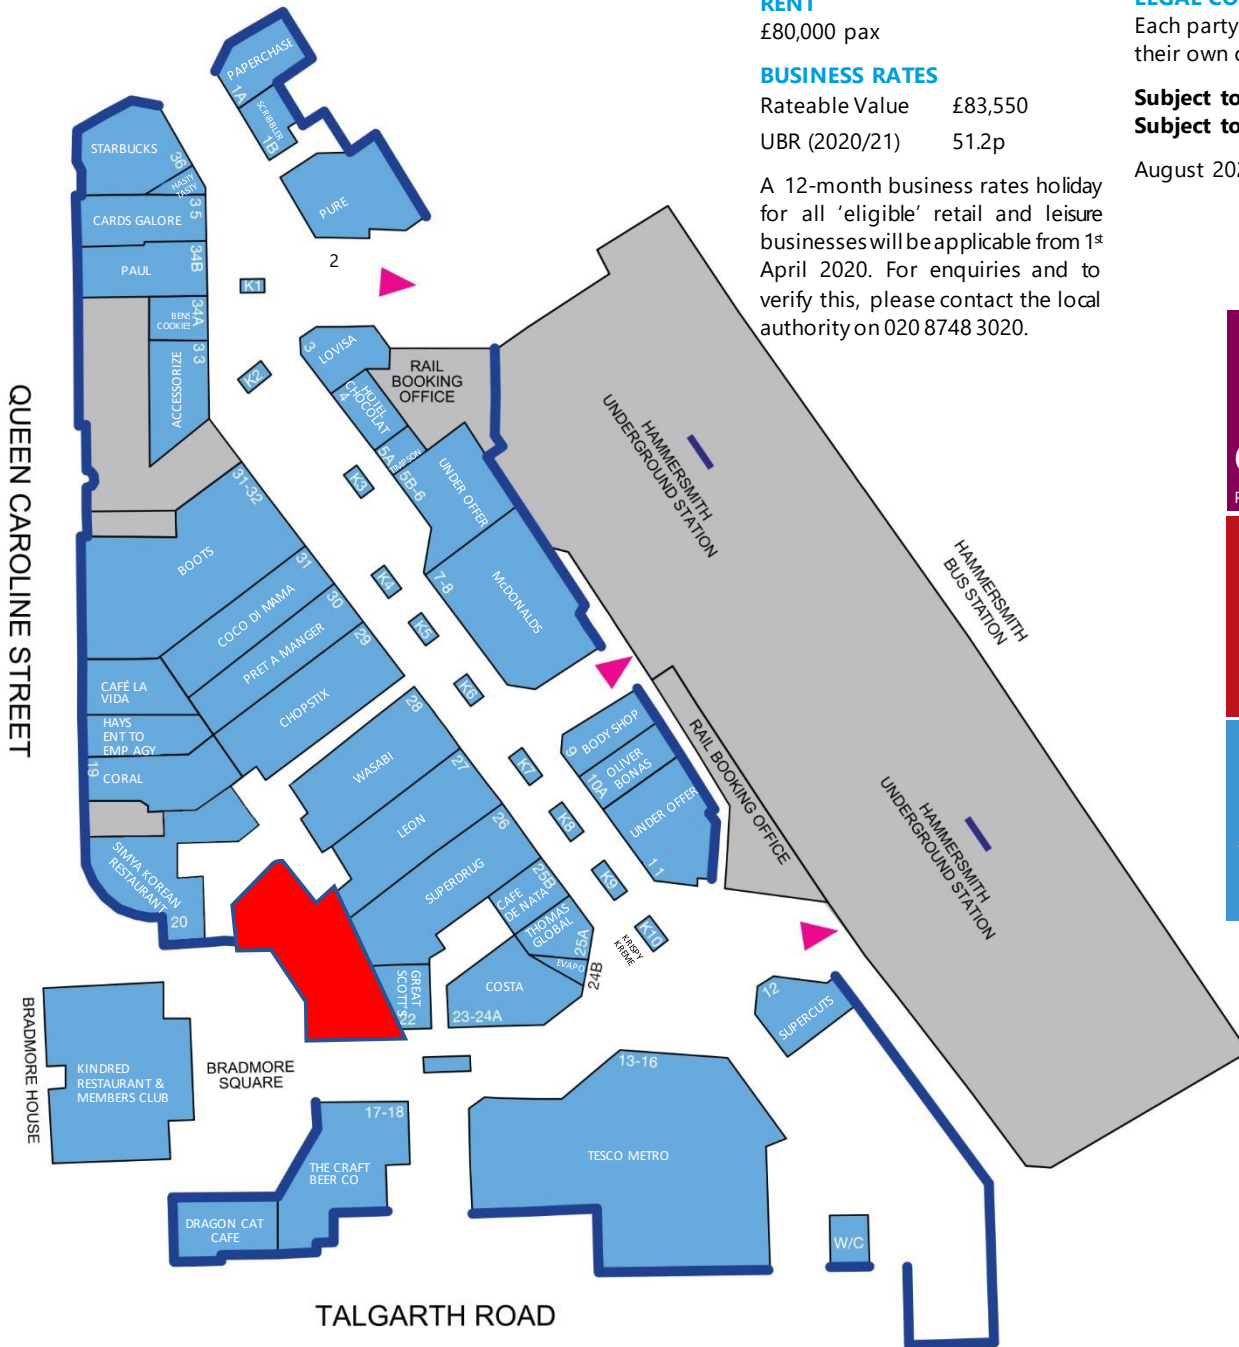 RENT
£80,000 pax
BUSINESS RATES
Rateable Value £83,550
UBR (2020/21) 51.2p
A 12-month business rates holiday
for all ‘eligible’ retail and leisure
businesses will be applicable from 1st
April 2020. For enquiries and to
verify this, please contact the local
authority on 020 8748 3020.
Each party
their own
Subject to
Subject to
August
PAPERCHASE
1A
SCRIBBLER
1B
PURE
2
STARBUCKS
36
HASTY
TASTY
35
CARDS GALORE
34B
PAUL
34A
BENS
COOKIES
33
ACCESSORIZE
K1
K2
K3
K4
K5
K6
K7
K8
K9
K10
KRISPY
KREME
3
LOVISA
4
HOTEL
CHOCOLAT
5A
TIMPSON
5B-6
UNDER OFFER
7-8
McDONALDS
RAIL
BOOKING
OFFICE
HAMMERSMITH
UNDERGROUND STATION
HAMMERSMITH
BUS STATION
RAIL BOOKING OFFICE
HAMMERSMITH
UNDERGROUND STATION
QUEEN CAROLINE STREET
31-32
BOOTS
31
COCO DI MAMA
30
PRET A MANGER
29
CHOPSTIX
CAFÉ LA
VIDA
HAYS
ENT TO
EMP AGY
19
CORAL
SIMYA KOREAN
RESTAURANT
20
28
WASABI
27
LEON
26
SUPERDRUG
25B
CAFE
DE NATA
THOMAS
GLOBAL
25A
EVAPO
24B
COSTA
23-24A
GREAT
SCOTT'S
22
9
BODY SHOP
10A
OLIVER
BONAS
UNDER OFFER
11
12
SUPERCUTS
13-16
TESCO METRO
W/C
BRADMORE HOUSE
KINDRED
RESTAURANT &
MEMBERS CLUB
BRADMORE
SQUARE
17-18
THE CRAFT
BEER CO
DRAGON CAT
CAFE
TALGARTH ROAD